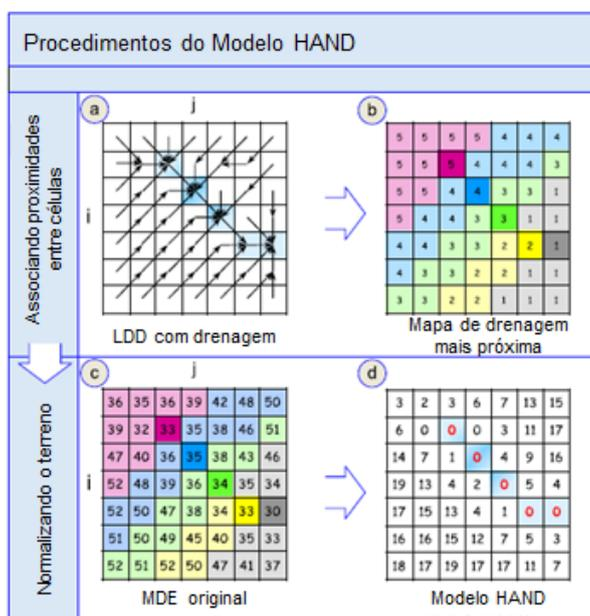 Procedimentos do Modelo HAND
Associando proximidades
entre células
a
j
i
LDD com drenagem
b
5 5 5 5 4 4 4
5 5 5 4 4 4 3
5 5 4 4 3 3 1
5 4 4 3 3 1 1
4 4 3 3 2 2 1
4 3 3 2 2 1 1
3 3 2 2 1 1 1
Mapa de drenagem
mais próxima
Normalizando o terreno
c
j
i
36 35 36 39 42 48 50
39 32 33 35 38 46 51
47 40 36 35 38 43 46
52 48 39 36 34 35 34
52 50 47 38 34 33 30
51 50 49 45 40 35 33
52 51 52 50 47 41 37
MDE original
d
3 2 3 6 7 13 15
6 0 0 0 3 11 17
14 7 1 0 4 9 16
19 13 4 2 0 5 4
17 15 13 4 1 0 0
16 16 15 12 7 5 3
18 17 19 17 17 11 7
Modelo HAND